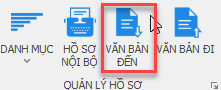 DANH MỤC HỒ SƠ VĂN BẢN VĂN BẢN ĐI
NỘI BỘ ĐẾN
QUẢN LÝ HỒ SƠ